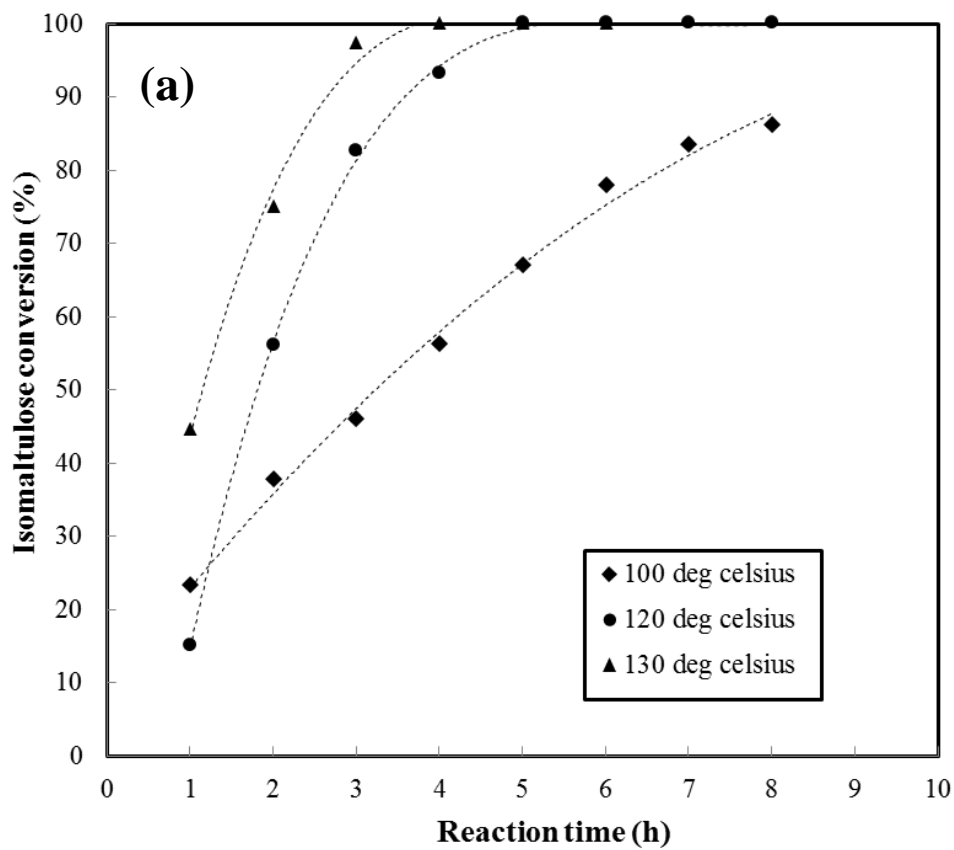 (a)
Isomaltulose conversion (%)
100
90
80
70
60
50
40
30
20
10
0
100 deg celsius
120 deg celsius
130 deg celsius
0 1 2 3 4 5 6 7 8 9 10
Reaction time (h)